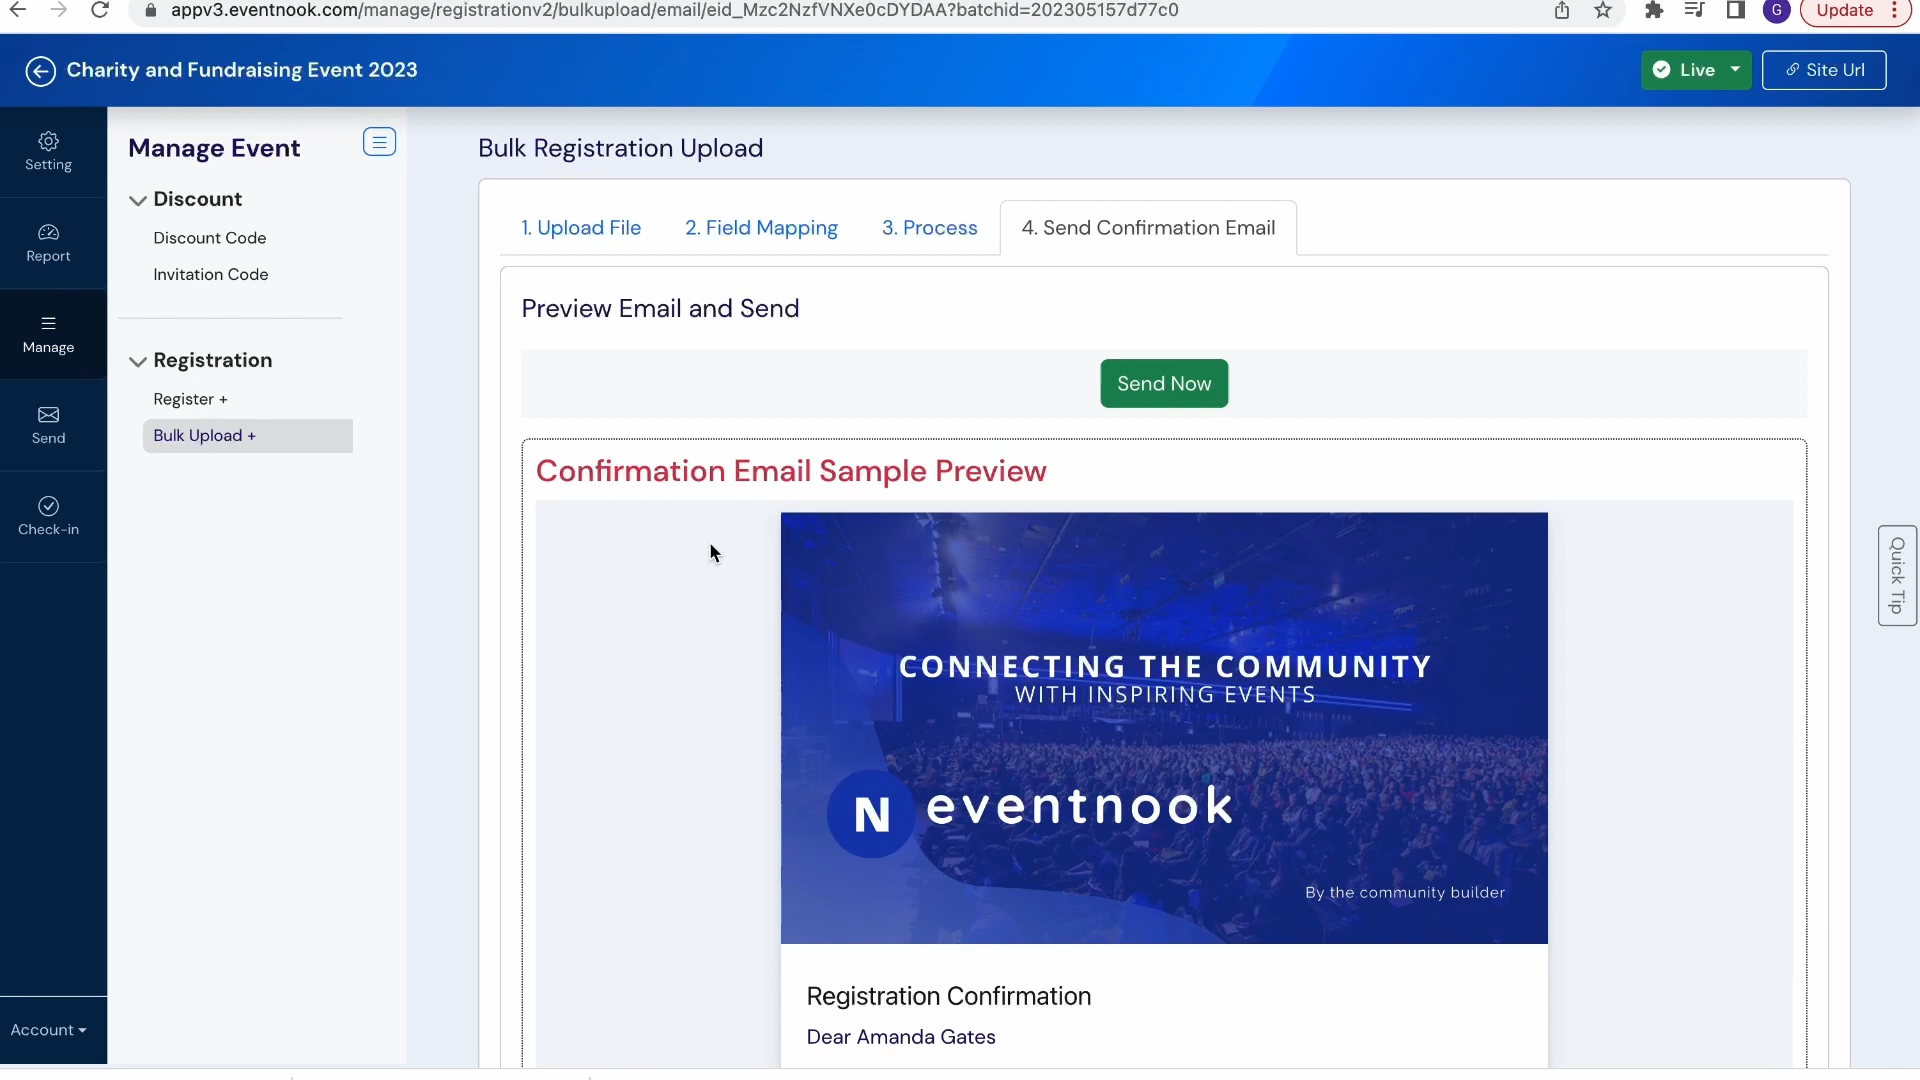 appv3.eventnook.com/manage/registrationv2/bulkupload/email/eid_Mzc2NzfVNXe0cDYDAA?batchid=202305157d77c0
G
Update
Charity and Fundraising Event 2023
Live
Site Url
Setting
Report
Manage
Send
Check-in
Account
Manage Event
Discount
Discount Code
Invitation Code
Registration
Register +
Bulk Upload +
Bulk Registration Upload
1. Upload File
2. Field Mapping
3. Process
4. Send Confirmation Email
Preview Email and Send
Send Now
Confirmation Email Sample Preview
CONNECTING THE COMMUNITY
WITH INSPIRING EVENTS
N eventnook
By the community builder
Registration Confirmation
Dear Amanda Gates
Quick Tip